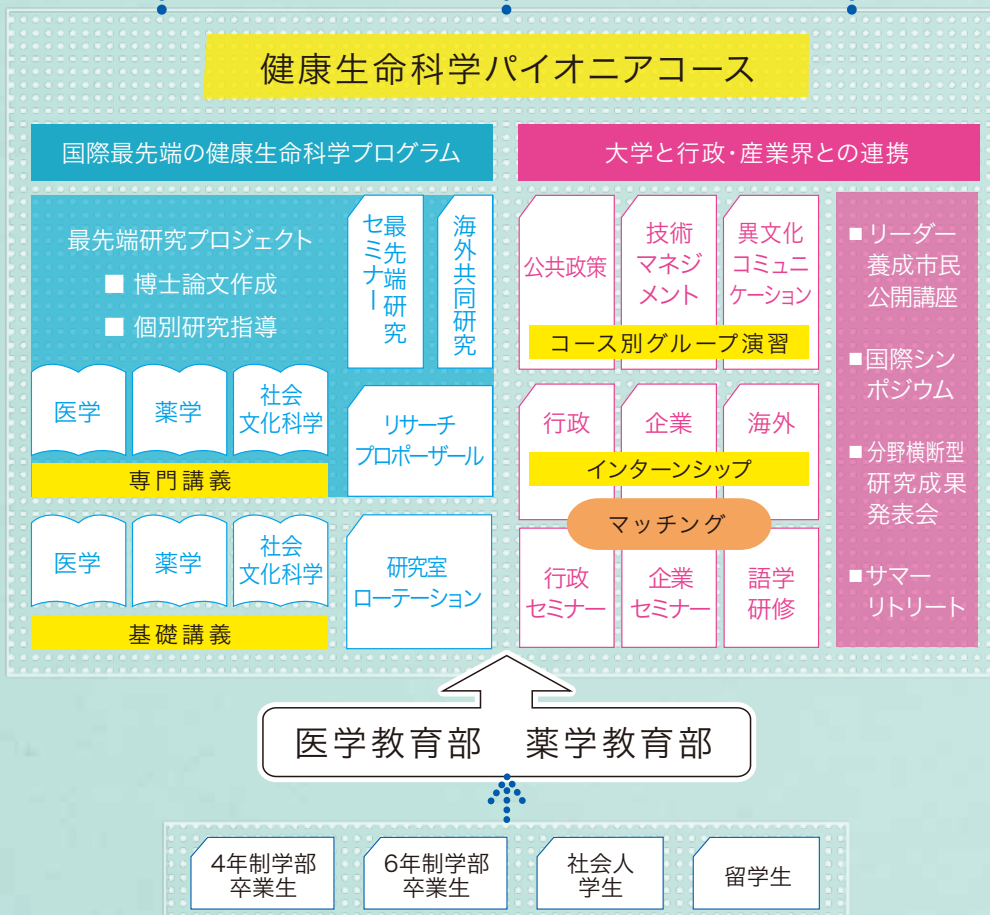 健康生命科学パイオニアコース
国際最先端の健康生命科学プログラム
最先端研究プロジェクト
■ 博士論文作成
■ 個別研究指導
最先端研究
セミナー
海外共同研究
医学
薬学
社会
文化科学
専門講義
リサーチ
プロポーザール
医学
薬学
社会
文化科学
基礎講義
研究室
ローテーション
大学と行政・産業界との連携
公共政策
技術
マネジ
メント
異文化
コミュニ
ケーション
コース別グループ演習
行政
企業
海外
インターンシップ
マッチング
行政
セミナー
企業
セミナー
語学
研修
■リーダー
養成市民
公開講座
■国際シン
ポジウム
■分野横断型
研究成果
発表会
■サマー
リトリート
医学教育部 薬学教育部
4年制学部
卒業生
6年制学部
卒業生
社会人
学生
留学生